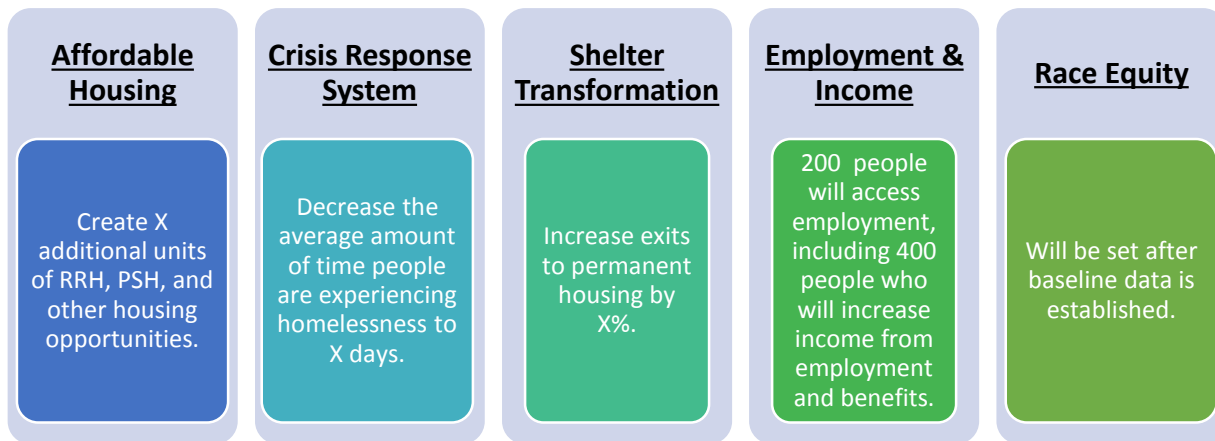 Affordable
Housing
Create X
additional units
of RRH, PSH, and
other housing
opportunities.
Crisis Response
System
Decrease the
average amount
of time people
are experiencing
homelessness to
X days.
Shelter
Transformation
Increase exits
to permanent
housing by
X%.
Employment &
Income
200  people
will access
employment,
including 400
people who
will increase
income from
employment
and benefits.
Race Equity
Will be set after
baseline data is
established.